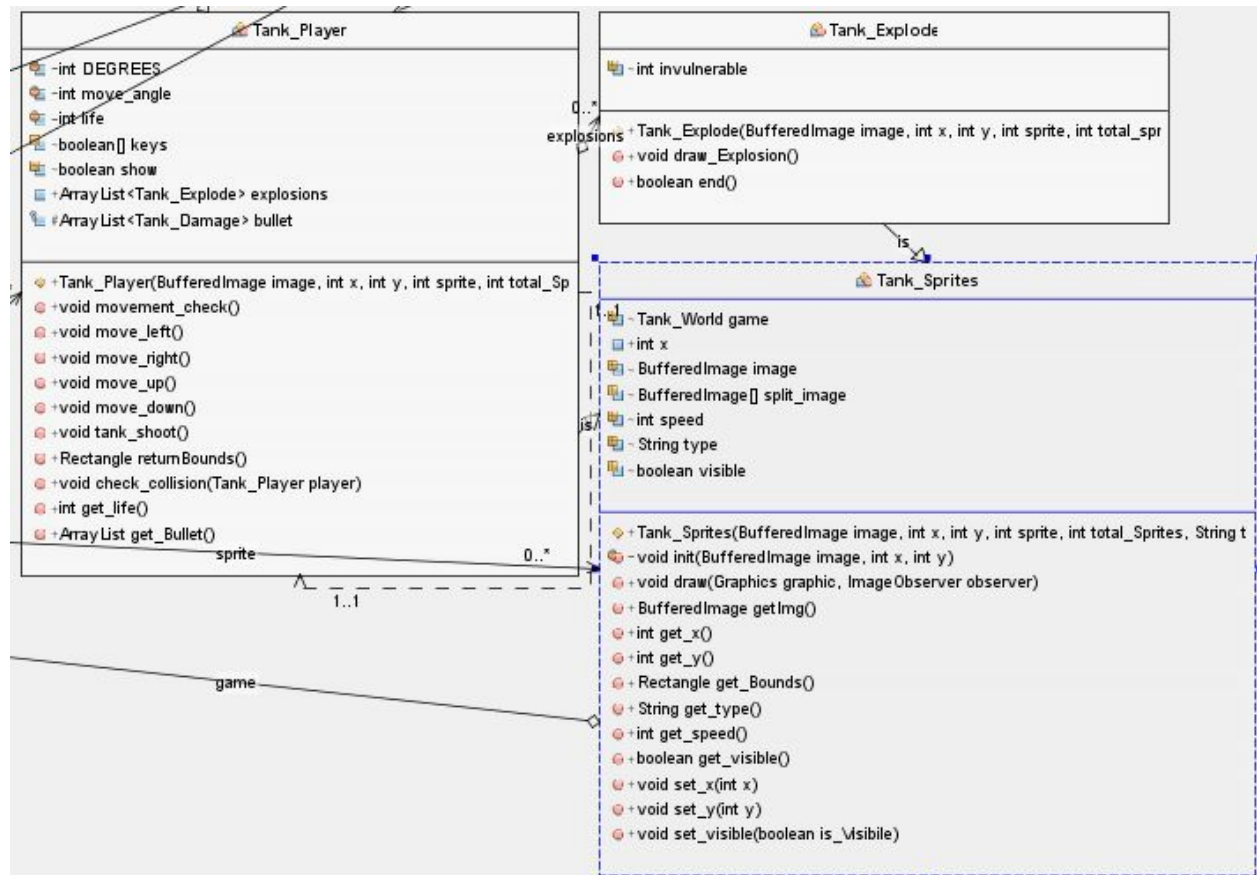 Tank_Player
-int DEGREES
-int move_angle
-int life
~boolean[] keys
~boolean show
+ArrayList<Tank_Explode> explosions
#ArrayList<Tank_Damage> bullet
+Tank_Player(BufferedImage image, int x, int y, int sprite, int total_Sp
+void movement_check()
+void move_left()
+void move_right()
+void move_up()
+void move_down()
+void tank_shoot()
+Rectangle returnBounds()
+void check_collision(Tank_Player player)
+int get_life()
+ArrayList get_Bullet()
sprite
0..*
1..1
game
0..*
explosions
Tank_Explode
~int invulnerable
+Tank_Explode(BufferedImage image, int x, int y, int sprite, int total_spr
+void draw_Explosion()
+boolean end()
is
1..1
is
Tank_Sprites
~Tank_World game
+int x
~BufferedImage image
~BufferedImage[] split_image
~int speed
~String type
~boolean visible
+Tank_Sprites(BufferedImage image, int x, int y, int sprite, int total_Sprites, String t
-void init(BufferedImage image, int x, int y)
+void draw(Graphics graphic, ImageObserver observer)
+BufferedImage getImg()
+int get_x()
+int get_y()
+Rectangle get_Bounds()
+String get_type()
+int get_speed()
+boolean get_visible()
+void set_x(int x)
+void set_y(int y)
+void set_visible(boolean is_Visibile)